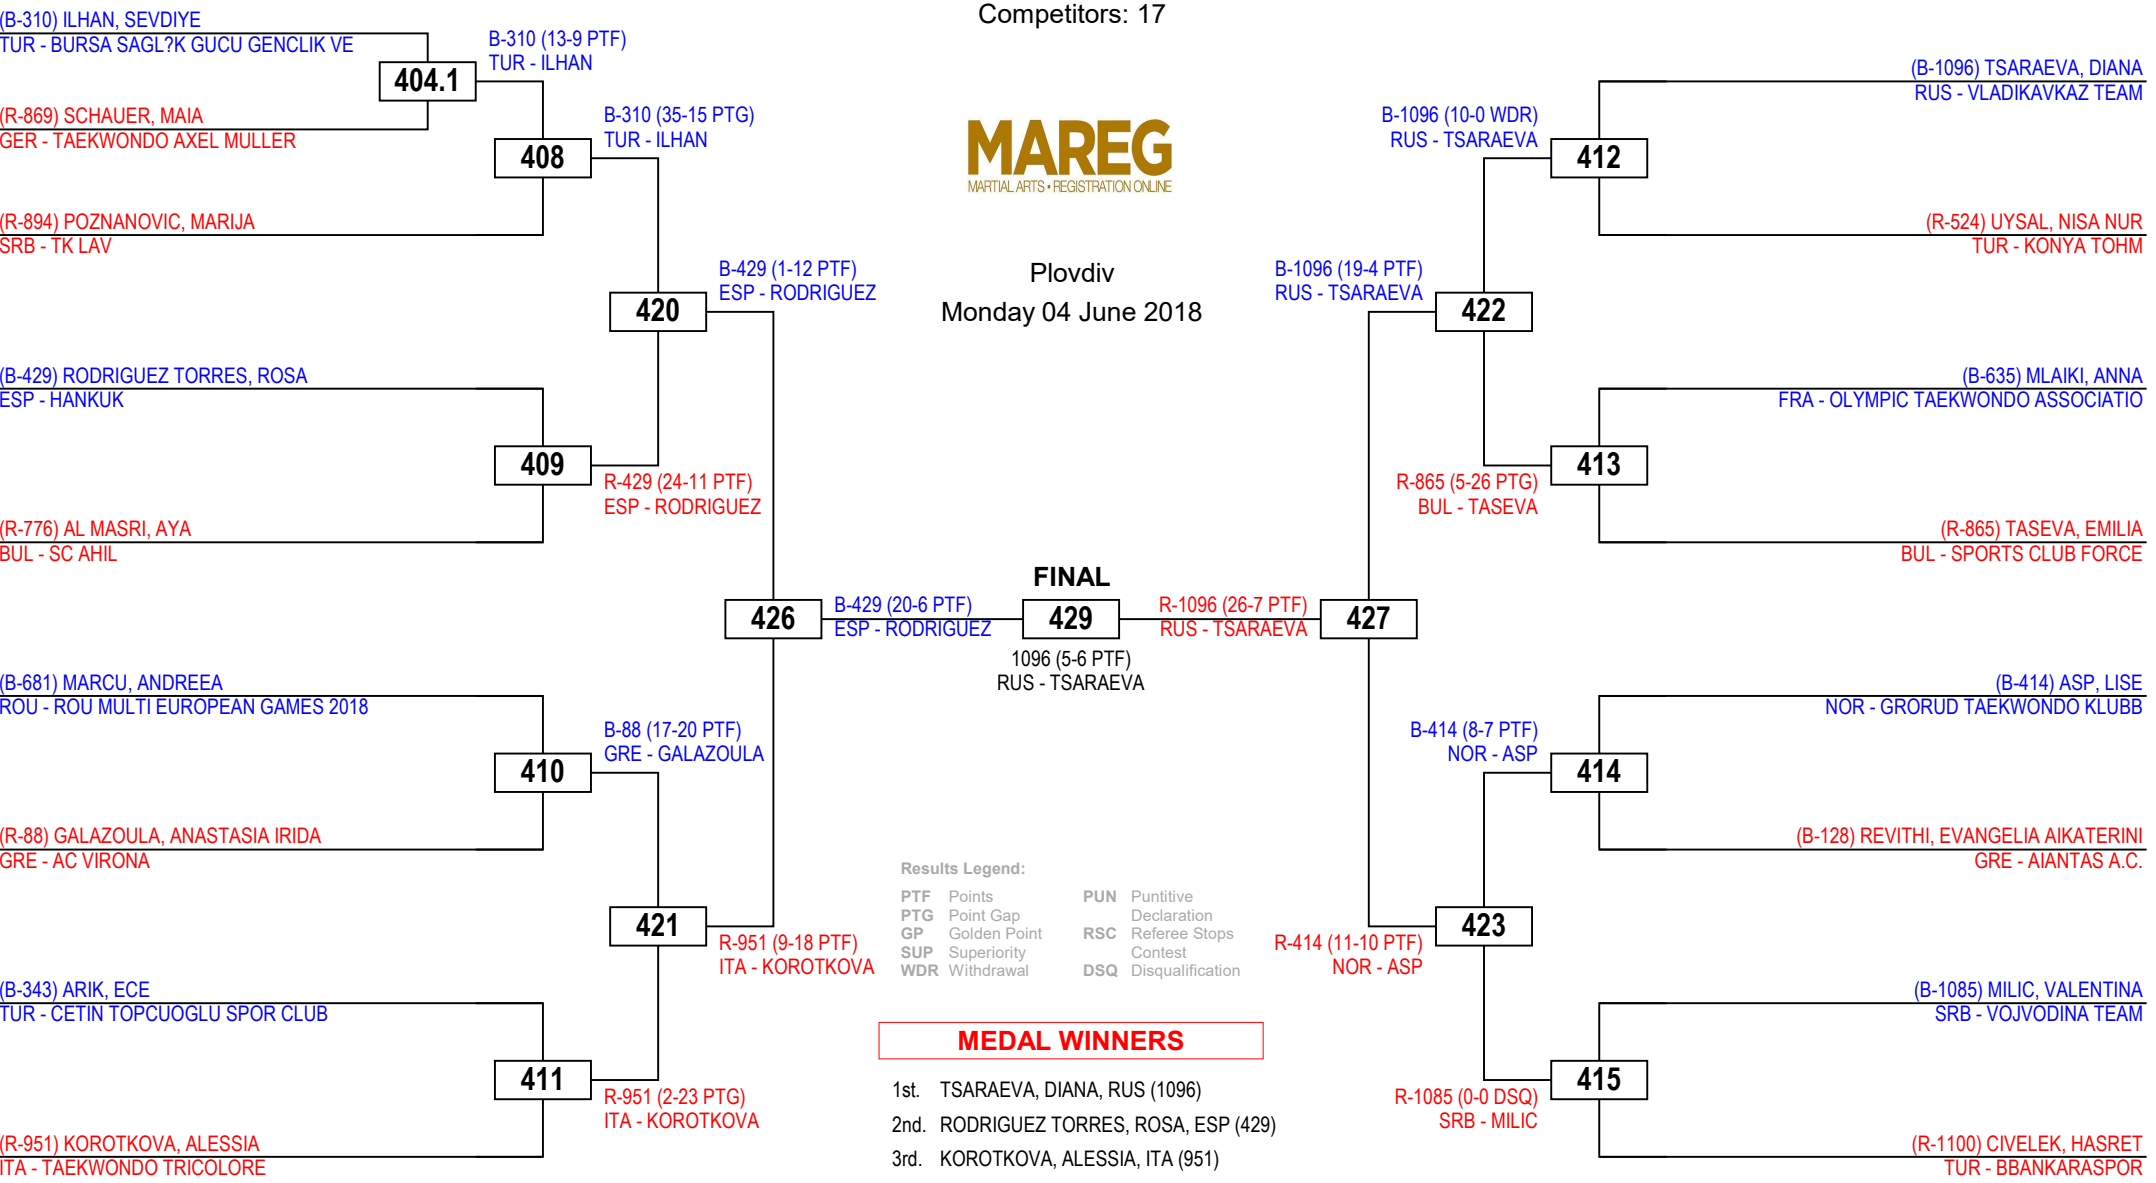 Competitors: 17
MAREG
MARTIAL ARTS • REGISTRATION ONLINE
Plovdiv
Monday 04 June 2018
(B-310) ILHAN, SEVDIYE
TUR - BURSA SAGL?K GUCU GENCLIK VE
404.1
(R-869) SCHAUER, MAIA
GER - TAEKWONDO AXEL MULLER
B-310 (13-9 PTF)
TUR - ILHAN
408
(R-894) POZNANOVIC, MARIJA
SRB - TK LAV
B-310 (35-15 PTG)
TUR - ILHAN
420
B-429 (1-12 PTF)
ESP - RODRIGUEZ
(B-429) RODRIGUEZ TORRES, ROSA
ESP - HANKUK
409
R-429 (24-11 PTF)
ESP - RODRIGUEZ
(R-776) AL MASRI, AYA
BUL - SC AHIL
426
B-429 (20-6 PTF)
ESP - RODRIGUEZ
(B-681) MARCU, ANDREEA
ROU - ROU MULTI EUROPEAN GAMES 2018
410
B-88 (17-20 PTF)
GRE - GALAZOULA
(R-88) GALAZOULA, ANASTASIA IRIDA
GRE - AC VIRONA
421
R-951 (9-18 PTF)
ITA - KOROTKOVA
(B-343) ARIK, ECE
TUR - CETIN TOPCUOGLU SPOR CLUB
411
R-951 (2-23 PTG)
ITA - KOROTKOVA
(R-951) KOROTKOVA, ALESSIA
ITA - TAEKWONDO TRICOLORE
FINAL
429
1096 (5-6 PTF)
RUS - TSARAEVA
R-1096 (26-7 PTF)
RUS - TSARAEVA
427
(B-1096) TSARAEVA, DIANA
RUS - VLADIKAVKAZ TEAM
B-1096 (10-0 WDR)
RUS - TSARAEVA
412
(R-524) UYSAL, NISA NUR
TUR - KONYA TOHM
B-1096 (19-4 PTF)
RUS - TSARAEVA
422
(B-635) MLAIKI, ANNA
FRA - OLYMPIC TAEKWONDO ASSOCIATIO
413
R-865 (5-26 PTG)
BUL - TASEVA
(R-865) TASEVA, EMILIA
BUL - SPORTS CLUB FORCE
(B-414) ASP, LISE
NOR - GRORUD TAEKWONDO KLUBB
B-414 (8-7 PTF)
NOR - ASP
414
(B-128) REVITHI, EVANGELIA AIKATERINI
GRE - AIANTAS A.C.
423
R-414 (11-10 PTF)
NOR - ASP
(B-1085) MILIC, VALENTINA
SRB - VOJVODINA TEAM
415
R-1085 (0-0 DSQ)
SRB - MILIC
(R-1100) CIVELEK, HASRET
TUR - BBANKARASPOR
Results Legend:
PTF Points
PTG Point Gap
GP Golden Point
SUP Superiority
WDR Withdrawal
PUN Puntitive
Declaration
RSC Referee Stops
Contest
DSQ Disqualification
MEDAL WINNERS
1st. TSARAEVA, DIANA, RUS (1096)
2nd. RODRIGUEZ TORRES, ROSA, ESP (429)
3rd. KOROTKOVA, ALESSIA, ITA (951)